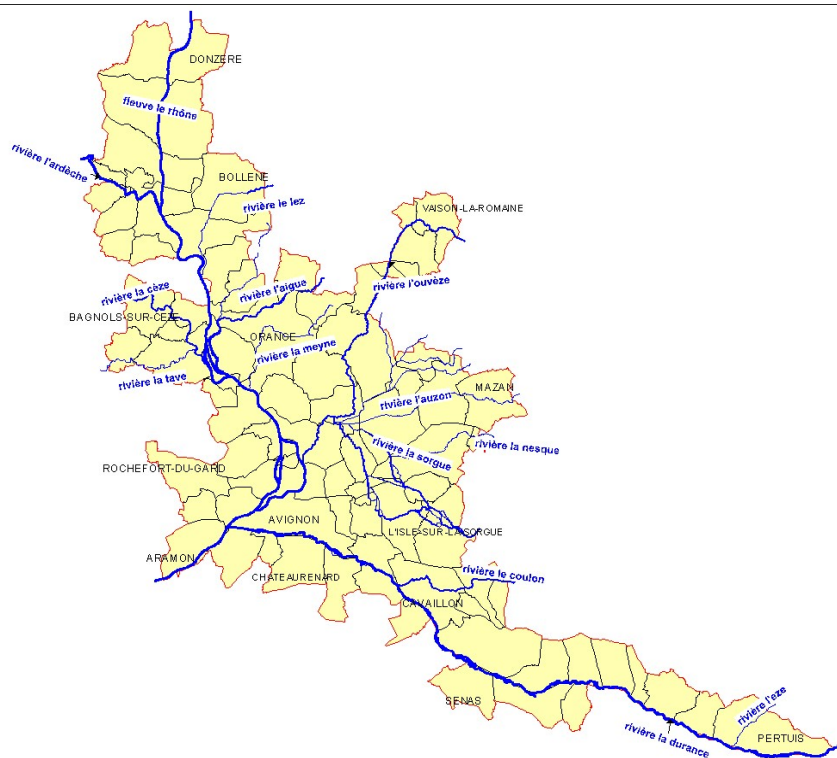 DONZERE
fleuve le rhône
rivière l'ardèche
BOLLENE
rivière le lez
VAISON-LA-ROMAINE
rivière l'ouvèze
rivière l'aigue
rivière la cèze
BAGNOLS-SUR-CEZE
ORANGE
rivière la meyne
rivière la tave
MAZAN
rivière l'auzon
rivière la nesque
rivière la sorgue
ROCHEFORT-DU-GARD
AVIGNON
L'ISLE-SUR-LA-SORGUE
ARAMON
CHATEAURENARD
rivière le coulon
CAVAILLON
SENAS
rivière l'eze
rivière la durance
PERTUIS